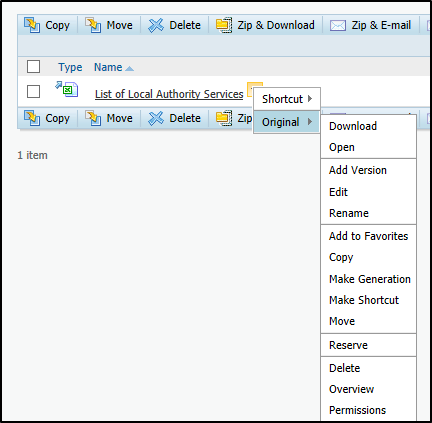 Copy Move Delete Zip & Download Zip & E-mail
Type Name
List of Local Authority Services
Shortcut
Copy Move Delete Zip
Original
Download
1 item
Open
Add Version
Edit
Rename
Add to Favorites
Copy
Make Generation
Make Shortcut
Move
Reserve
Delete
Overview
Permissions